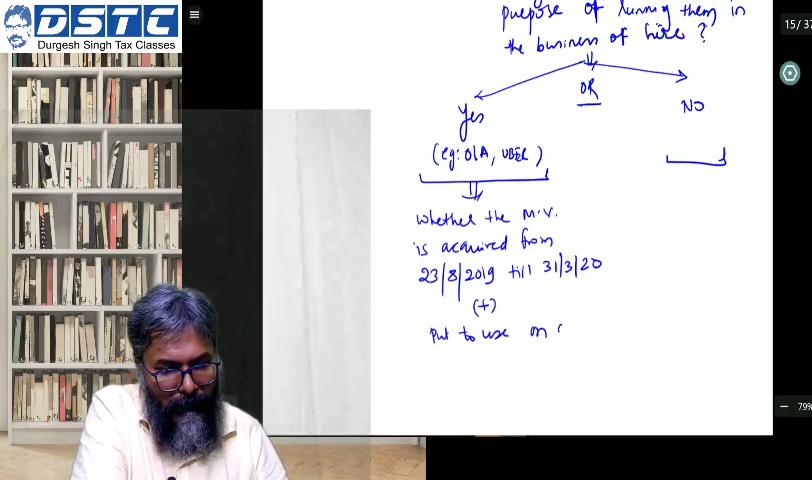 DSTC
Durgesh Singh Tax Classes
15/37
purpose of running them in
the business of hire ?
OR
Yes
NO
(eg: OLA, UBER)
Whether the M.V.
is acquired from
23/8/2019 till 31/3/20
(+)
Put to use on
79%